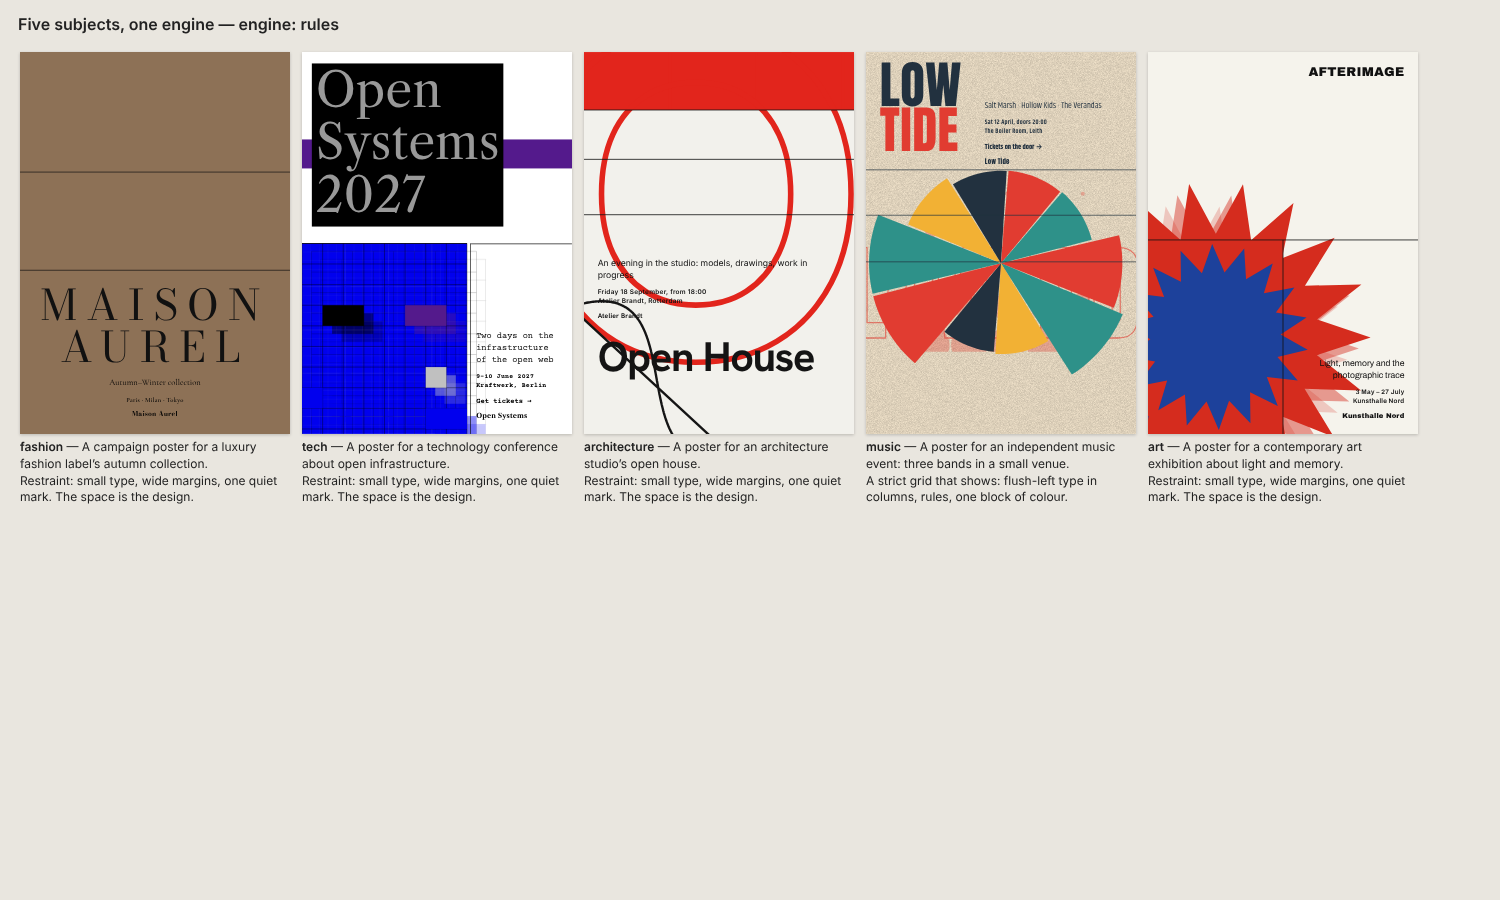 Five subjects, one engine — engine: rules
MAISON
AUREL
Autumn–Winter collection
Paris · Milan · Tokyo
Maison Aurel
fashion — A campaign poster for a luxury
fashion label's autumn collection.
Restraint: small type, wide margins, one quiet
mark. The space is the design.
Open
Systems
2027
Two days on the
infrastructure
of the open web
9–10 June 2027
Kraftwerk, Berlin
Get tickets →
Open Systems
tech — A poster for a technology conference
about open infrastructure.
Restraint: small type, wide margins, one quiet
mark. The space is the design.
An evening in the studio: models, drawings, work in
progress
Friday 18 September, from 18:00
Atelier Brandt, Rotterdam
Atelier Brandt
Open House
architecture — A poster for an architecture
studio's open house.
Restraint: small type, wide margins, one quiet
mark. The space is the design.
LOW
TIDE
Salt Marsh · Hollow Kids · The Verandas
Sat 12 April, doors 20:00
The Boiler Room, Leith
Tickets on the door →
Low Tide
music — A poster for an independent music
event: three bands in a small venue.
A strict grid that shows: flush-left type in
columns, rules, one block of colour.
AFTERIMAGE
Light, memory and the
photographic trace
3 May – 27 July
Kunsthalle Nord
Kunsthalle Nord
art — A poster for a contemporary art
exhibition about light and memory.
Restraint: small type, wide margins, one quiet
mark. The space is the design.